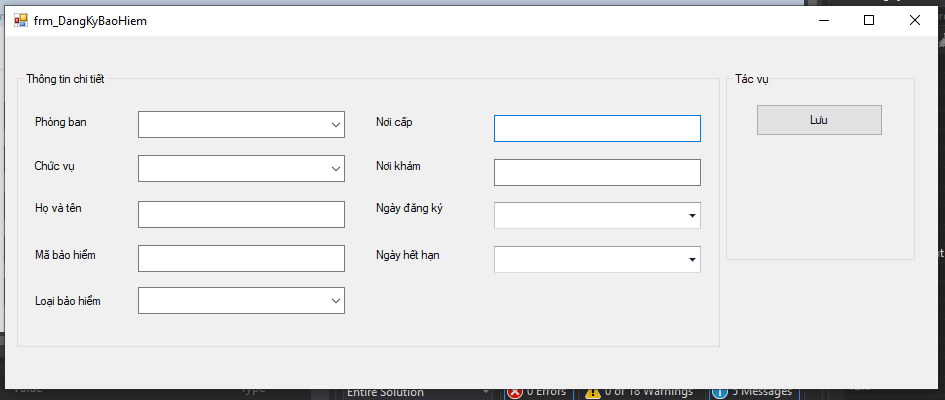 frm_DangKyBaoHiem
Thông tin chi tiết
Phòng ban
Chức vụ
Họ và tên
Mã bảo hiểm
Loại bảo hiểm
Nơi cấp
Nơi khám
Ngày đăng ký
Ngày hết hạn
Tác vụ
Lưu
Value
Type
Entire Solution
0 Errors
0 of 18 Warnings
5 Messages